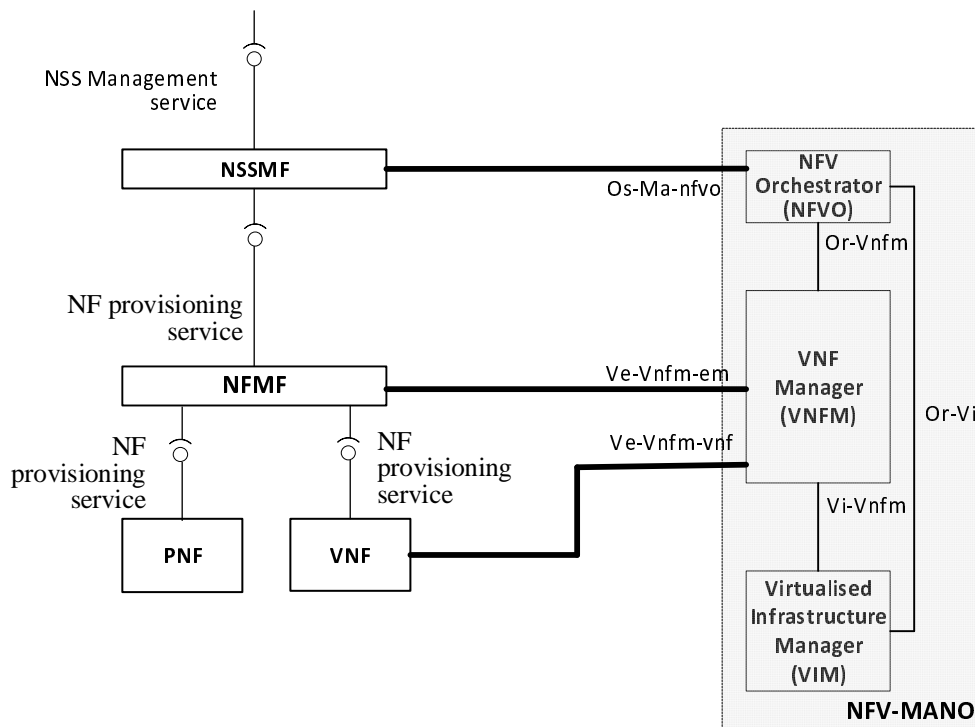 NSS Management
service
NSSMF
NFV
Orchestrator
(NFVO)
Os-Ma-nfvo
Or-Vnfm
NF provisioning
service
NFMF
Ve-Vnfm-em
VNF
Manager
(VNFM)
Or-Vi
Ve-Vnfm-vnf
NF
provisioning
service
NF
provisioning
service
Vi-Vnfm
PNF
VNF
Virtualised
Infrastructure
Manager
(VIM)
NFV-MANO